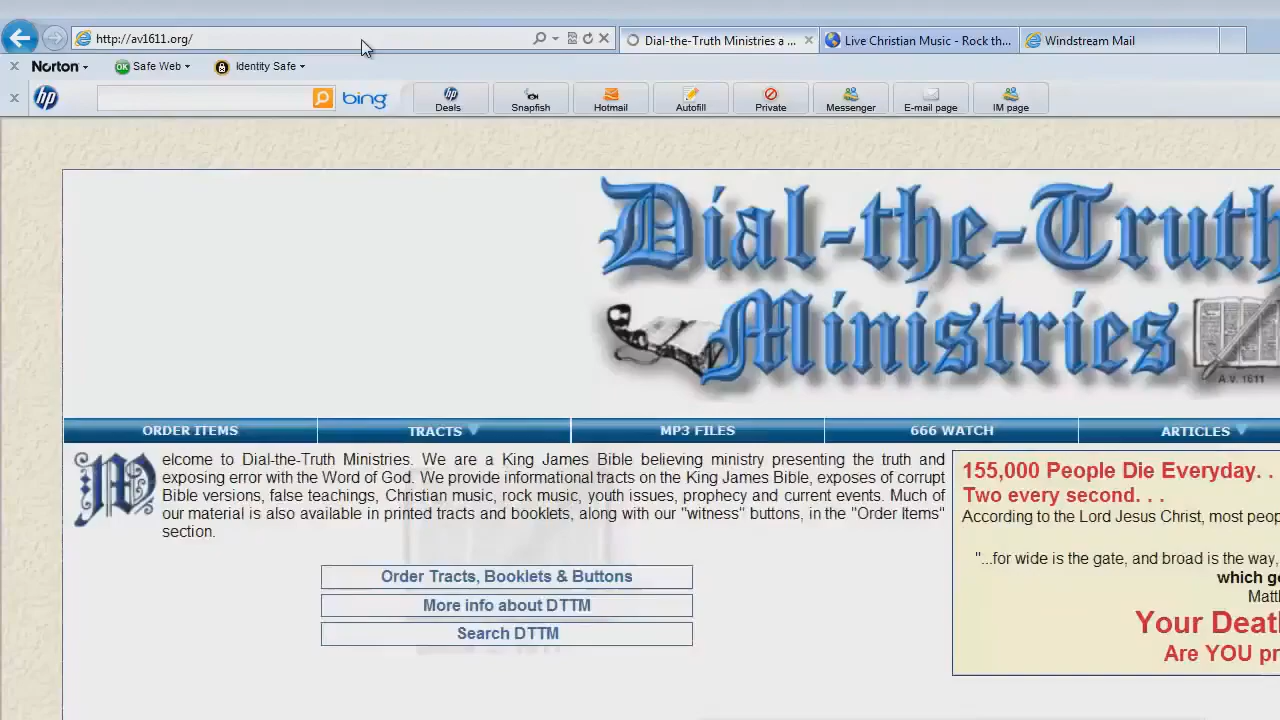 http://av1611.org/
Dial-the-Truth Ministries a ...
Live Christian Music - Rock th...
Windstream Mail
Norton
OK Safe Web
Identity Safe
hp
bing
Deals
Snapfish
Hotmail
Autofill
Private
Messenger
E-mail page
IM page
Dial-the-Truth
Ministries
A.V. 1611
ORDER ITEMS
TRACTS
MP3 FILES
666 WATCH
ARTICLES
Welcome to Dial-the-Truth Ministries. We are a King James Bible believing ministry presenting the truth and
exposing error with the Word of God. We provide informational tracts on the King James Bible, exposes of corrupt
Bible versions, false teachings, Christian music, rock music, youth issues, prophecy and current events. Much of
our material is also available in printed tracts and booklets, along with our "witness" buttons, in the "Order Items"
section.
Order Tracts, Booklets & Buttons
More info about DTTM
Search DTTM
155,000 People Die Everyday. . .
Two every second. . .
According to the Lord Jesus Christ, most
"...for wide is the gate, and broad is the way,
which
Your
Are YOU